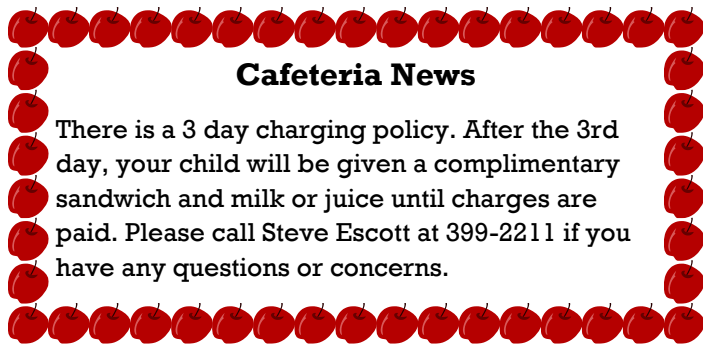 Cafeteria News
There is a 3 day charging policy. After the 3rd
day, your child will be given a complimentary
sandwich and milk or juice until charges are
paid. Please call Steve Escott at 399-2211 if you
have any questions or concerns.